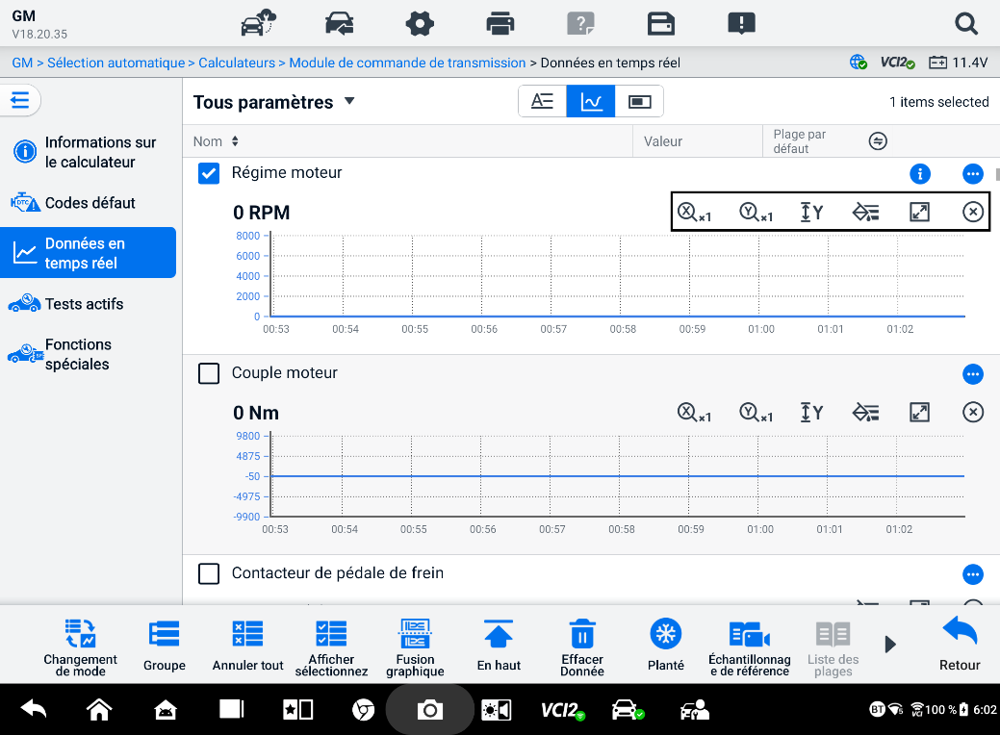 GM
V18.20.35
?
GM > Sélection automatique > Calculateurs > Module de commande de transmission > Données en temps réel
VCI2
11.4V
Tous paramètres
1 items selected
Informations sur
le calculateur
DTC Codes défaut
Données en
temps réel
Tests actifs
Fonctions
spéciales
Nom
Valeur
Plage par
défaut
Régime moteur
0 RPM
X x1 Y x1 Y
8000
6000
4000
2000
0
00:53 00:54 00:55 00:56 00:57 00:58 00:59 01:00 01:01 01:02
Couple moteur
0 Nm
X x1 Y x1 Y
9800
4875
-50
-4975
-9900
00:53 00:54 00:55 00:56 00:57 00:58 00:59 01:00 01:01 01:02
Contacteur de pédale de frein
Changement
de mode
Groupe
Annuler tout
Afficher
sélectionnez
Fusion
graphique
En haut
Effacer
Donnée
Planté
Échantillonnag
e de référence
Liste des
plages
Retour
VCI2
BT
5
VG
100 %
6:02